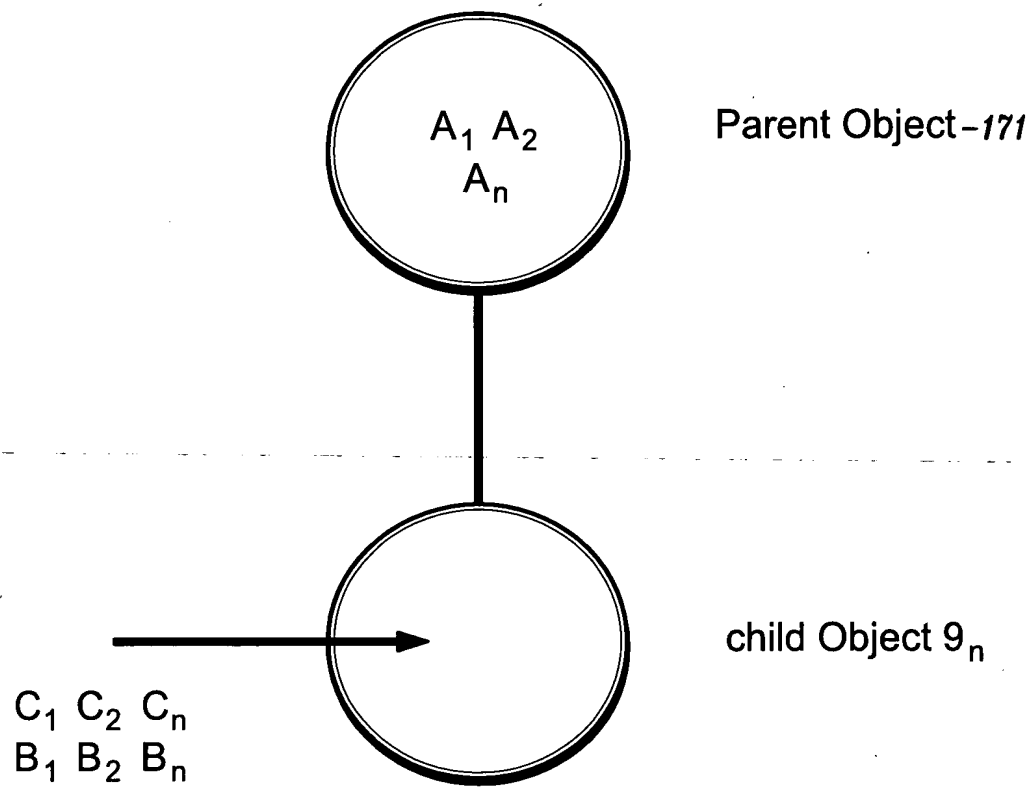 A₁ A₂
Aₙ
Parent Object-171
child Object 9ₙ
C₁ C₂ Cₙ
B₁ B₂ Bₙ